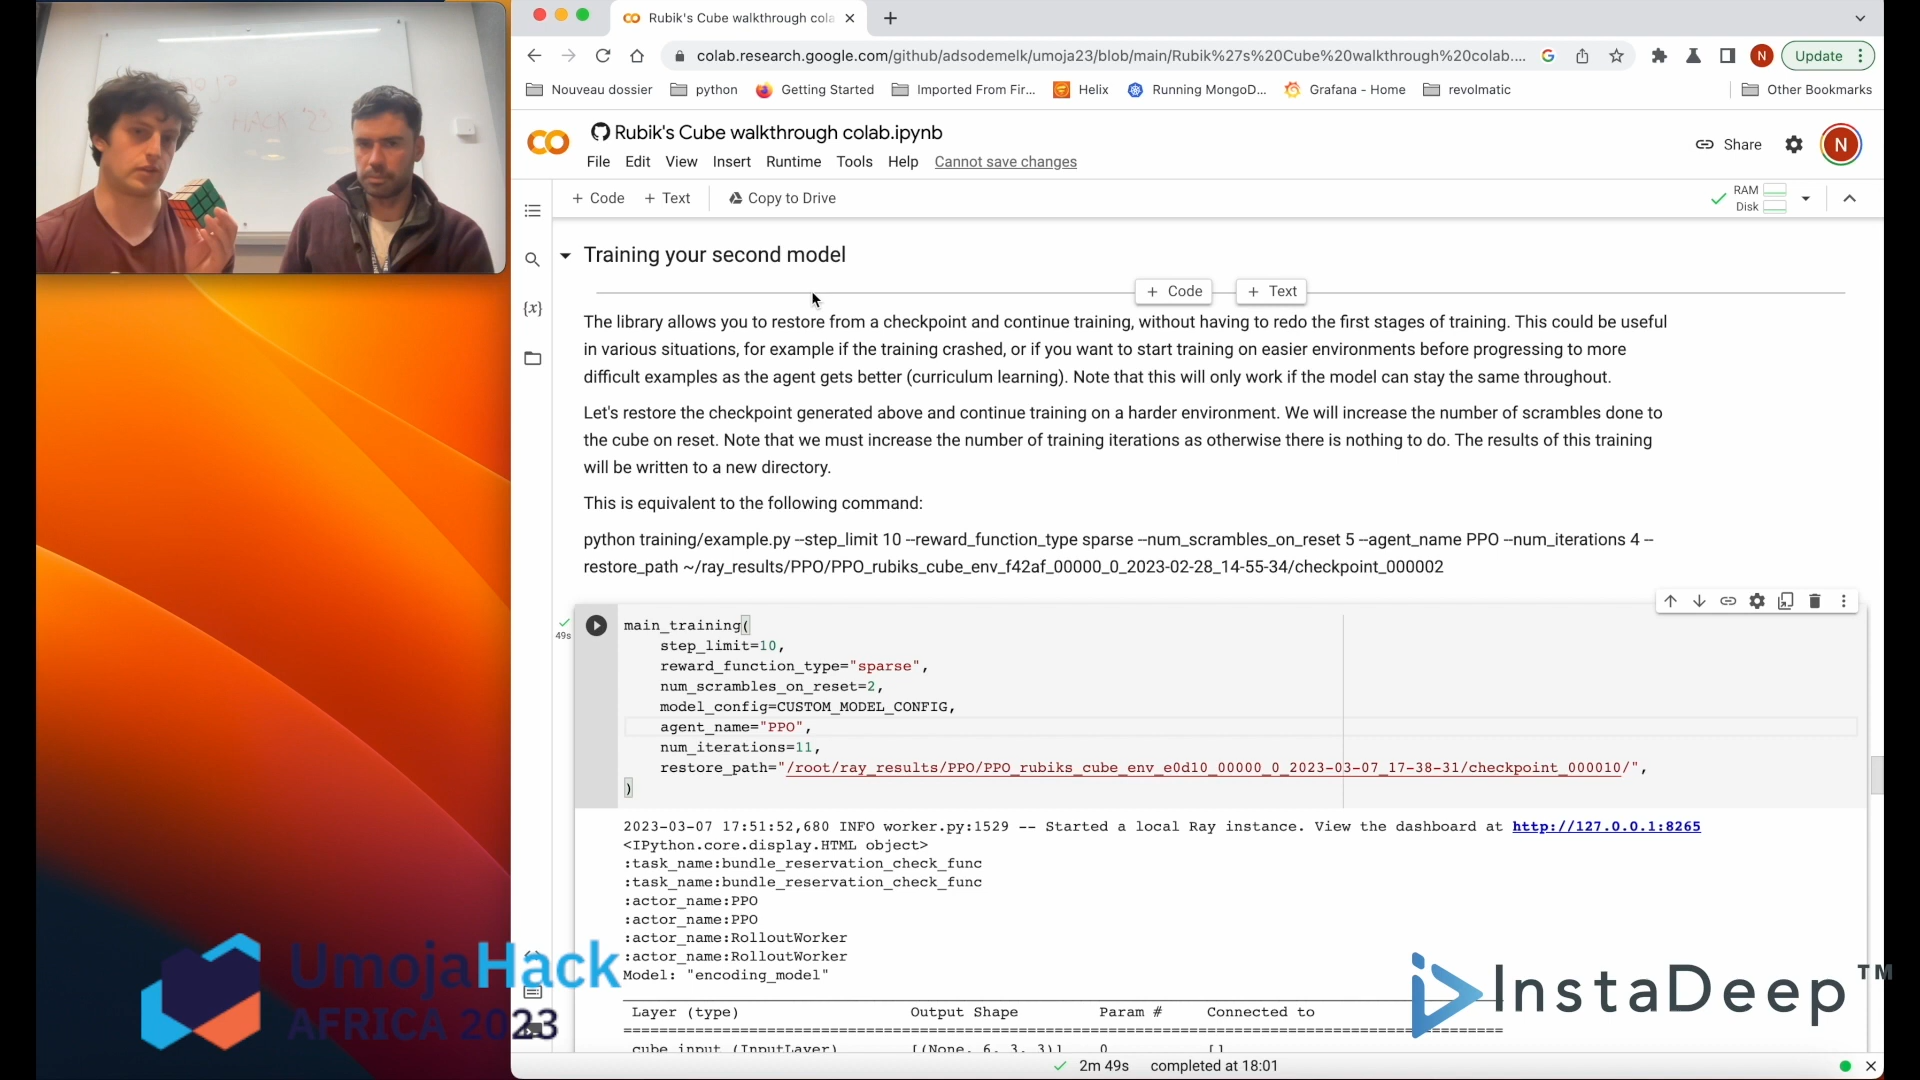 HACK '23
Rubik's Cube walkthrough cola
colab.research.google.com/github/adsodemelk/umoja23/blob/main/Rubik%27s%20Cube%20walkthrough%20colab....
N
Update
Nouveau dossier
python
Getting Started
Imported From Fir...
Helix
Running MongoD...
Grafana - Home
revolmatic
Other Bookmarks
Rubik's Cube walkthrough colab.ipynb
Share
N
File Edit View Insert Runtime Tools Help Cannot save changes
+ Code + Text Copy to Drive
RAM
Disk
Training your second model
+ Code + Text
The library allows you to restore from a checkpoint and continue training, without having to redo the first stages of training. This could be useful
in various situations, for example if the training crashed, or if you want to start training on easier environments before progressing to more
difficult examples as the agent gets better (curriculum learning). Note that this will only work if the model can stay the same throughout.
Let's restore the checkpoint generated above and continue training on a harder environment. We will increase the number of scrambles done to
the cube on reset. Note that we must increase the number of training iterations as otherwise there is nothing to do. The results of this training
will be written to a new directory.
This is equivalent to the following command:
python training/example.py --step_limit 10 --reward_function_type sparse --num_scrambles_on_reset 5 --agent_name PPO --num_iterations 4 --
restore_path ~/ray_results/PPO/PPO_rubiks_cube_env_f42af_00000_0_2023-02-28_14-55-34/checkpoint_000002
49s
main_training(
step_limit=10,
reward_function_type="sparse",
num_scrambles_on_reset=2,
model_config=CUSTOM_MODEL_CONFIG,
agent_name="PPO",
num_iterations=11,
restore_path="/root/ray_results/PPO/PPO_rubiks_cube_env_e0d10_00000_0_2023-03-07_17-38-31/checkpoint_000010/",
)
2023-03-07 17:51:52,680 INFO worker.py:1529 -- Started a local Ray instance. View the dashboard at http://127.0.0.1:8265
<IPython.core.display.HTML object>
:task_name:bundle_reservation_check_func
:task_name:bundle_reservation_check_func
:actor_name:PPO
:actor_name:PPO
:actor_name:RolloutWorker
:actor_name:RolloutWorker
Model: "encoding_model"
Layer (type) Output Shape Param # Connected to
cube_input (InputLayer) [(None, 6, 3, 3)] 0 []
2m 49s completed at 18:01
UmojaHack
AFRICA 2023
InstaDeep™